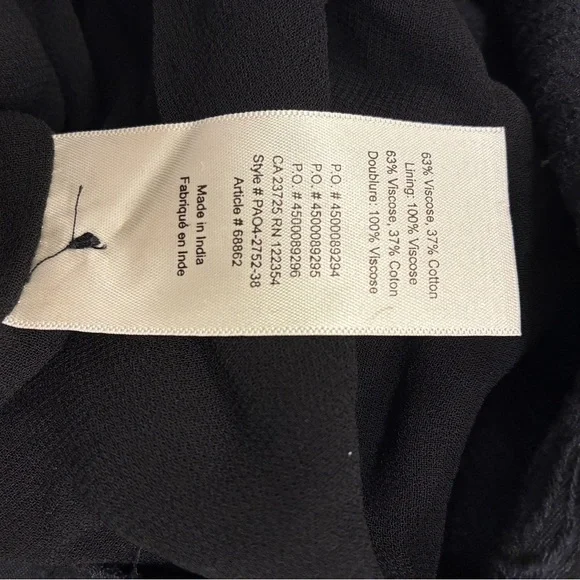 63% Viscose, 37% Cotton
Lining: 100% Viscose
63% Viscose, 37% Coton
Doublure: 100% Viscose
P.O. # 4500089294
P.O. # 4500089295
P.O. # 4500089296
CA 23725 RN 122354
Style # PAO4-2752-38
Article # 68862
Made in India
Fabriqué en Inde